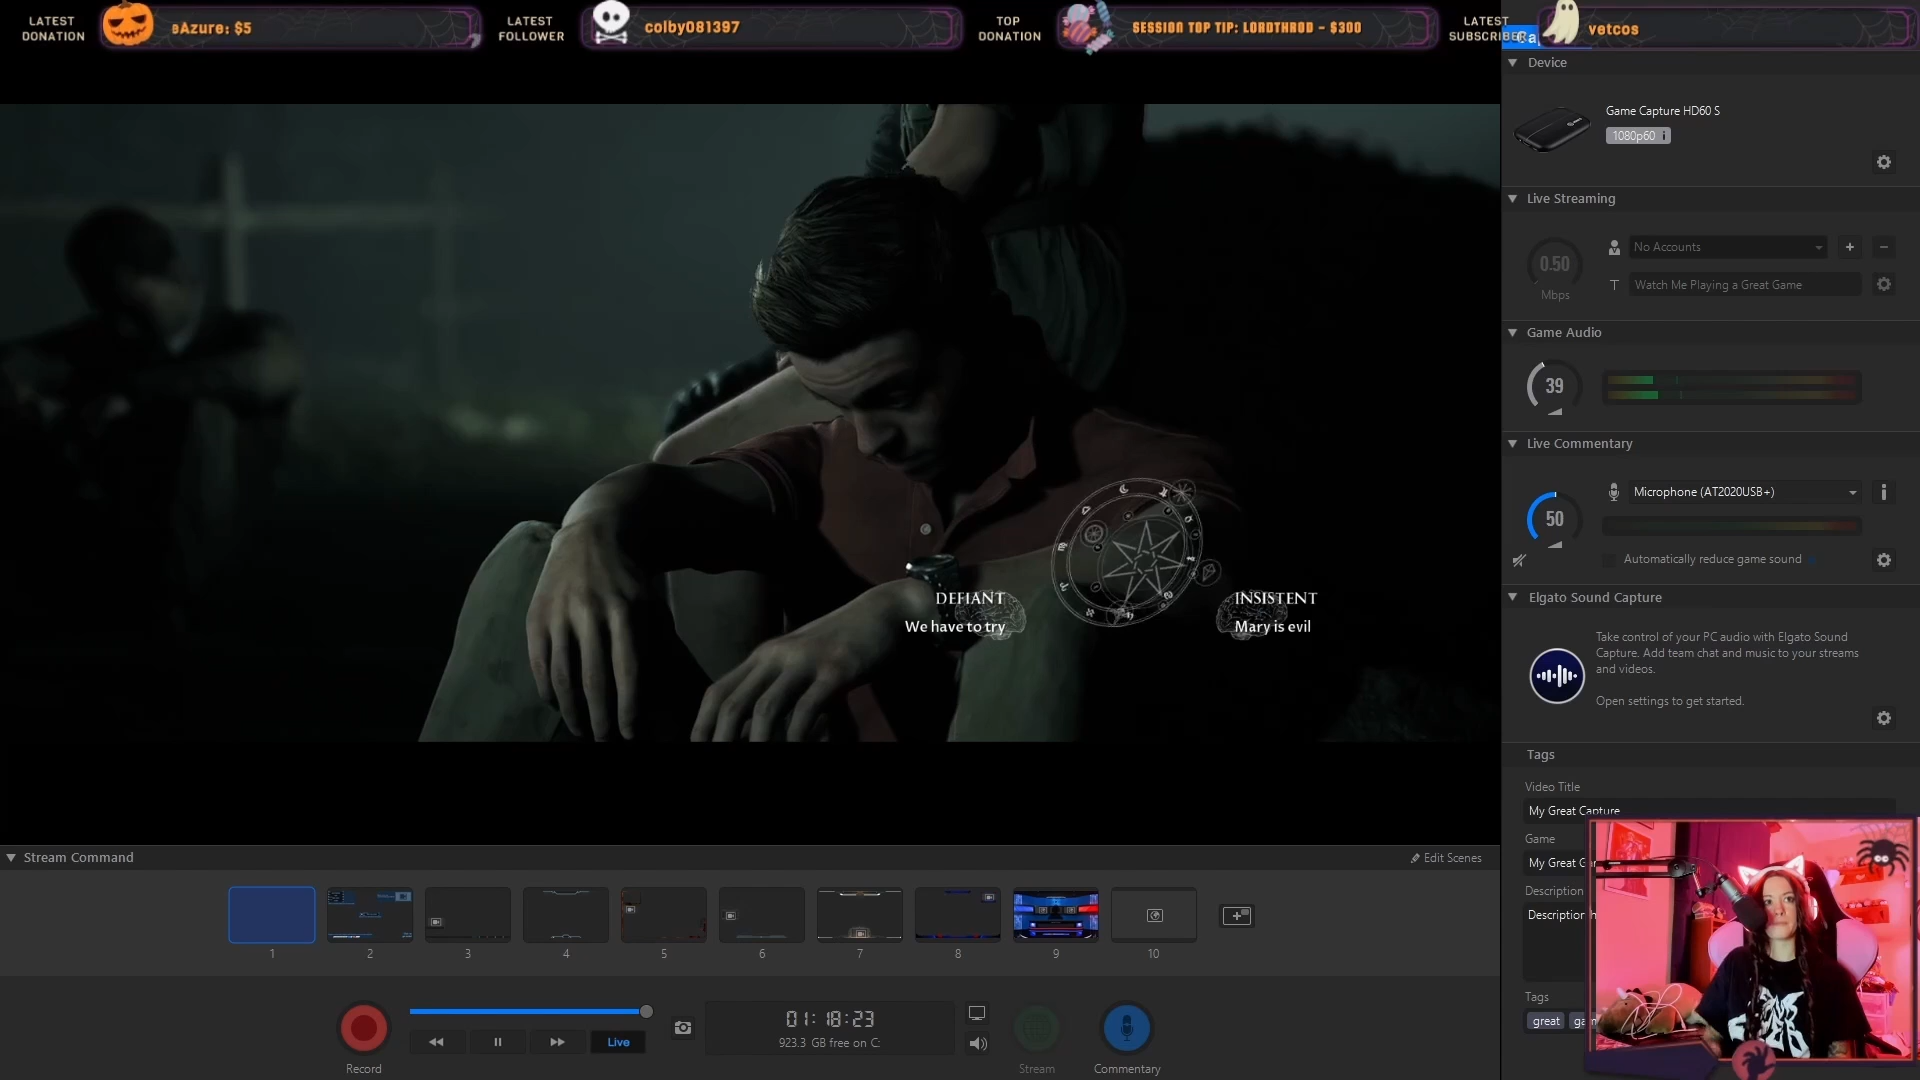 LATEST
DONATION
eAzure: $5
LATEST
FOLLOWER
colby081397
TOP
DONATION
SESSION TOP TIP: LORDTHROD - $300
LATEST
SUBSCRIBER
vetcos
Device
Game Capture HD60 S
1080p60 i
Live Streaming
0.50
Mbps
No Accounts
T Watch Me Playing a Great Game
Game Audio
39
Live Commentary
50
Microphone (AT2020USB+)
Automatically reduce game sound
Elgato Sound Capture
Take control of your PC audio with Elgato Sound
Capture. Add team chat and music to your streams
and videos.
Open settings to get started.
Tags
Video Title
My Great Capture
Game
My Great
Description
Description
Tags
great
DEFIANT
We have to try
INSISTENT
Mary is evil
Stream Command
Edit Scenes
1 2 3 4 5 6 7 8 9 10
Record
Live
01:18:23
923.3 GB free on C:
Stream
Commentary